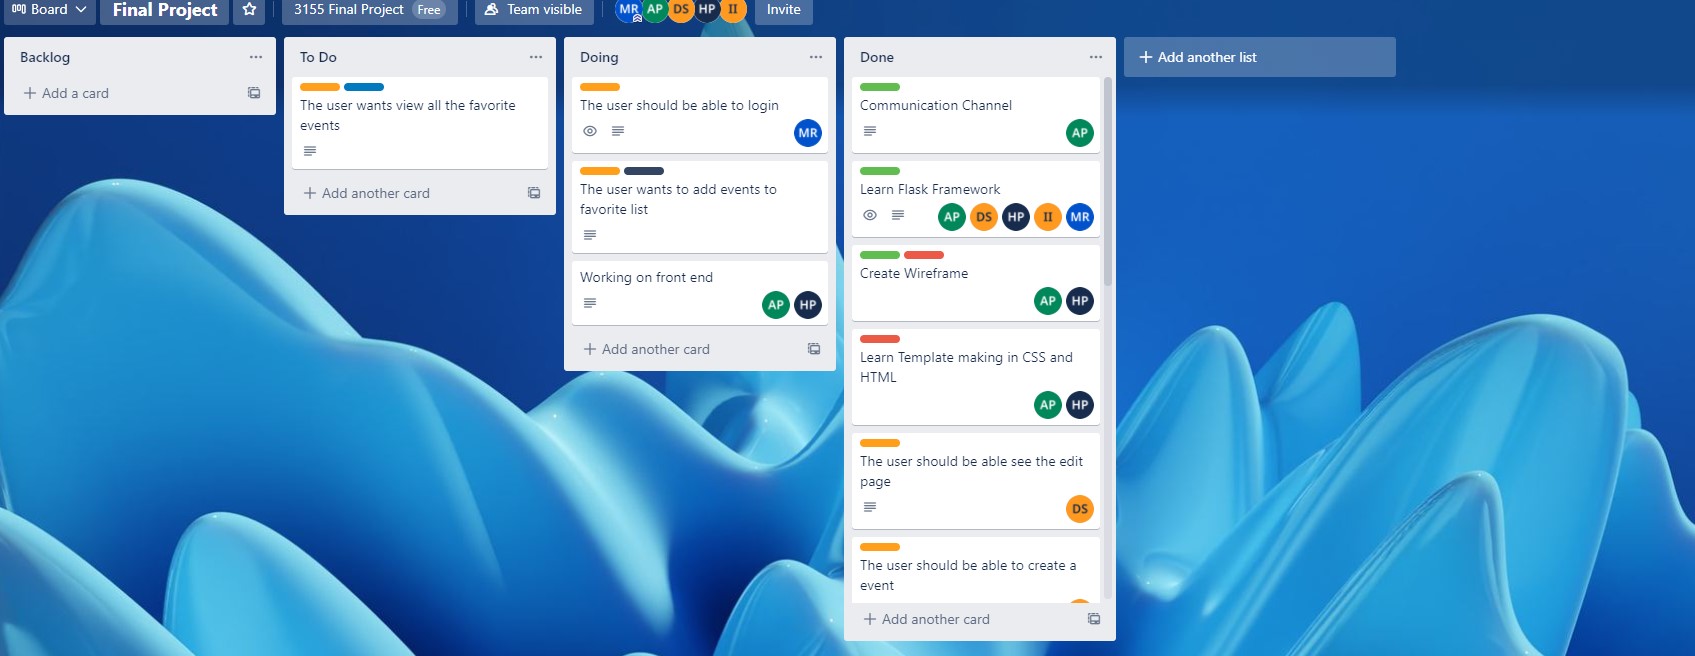 Board
Final Project
3155 Final Project Free
Team visible
MR AP DS HP II
Invite
Backlog
+ Add a card
To Do
The user wants view all the favorite
events
+ Add another card
Doing
The user should be able to login
MR
The user wants to add events to
favorite list
Working on front end
AP HP
+ Add another card
Done
Communication Channel
AP
Learn Flask Framework
AP DS HP II MR
Create Wireframe
AP HP
Learn Template making in CSS and
HTML
AP HP
The user should be able see the edit
page
DS
The user should be able to create a
event
+ Add another card
+ Add another list